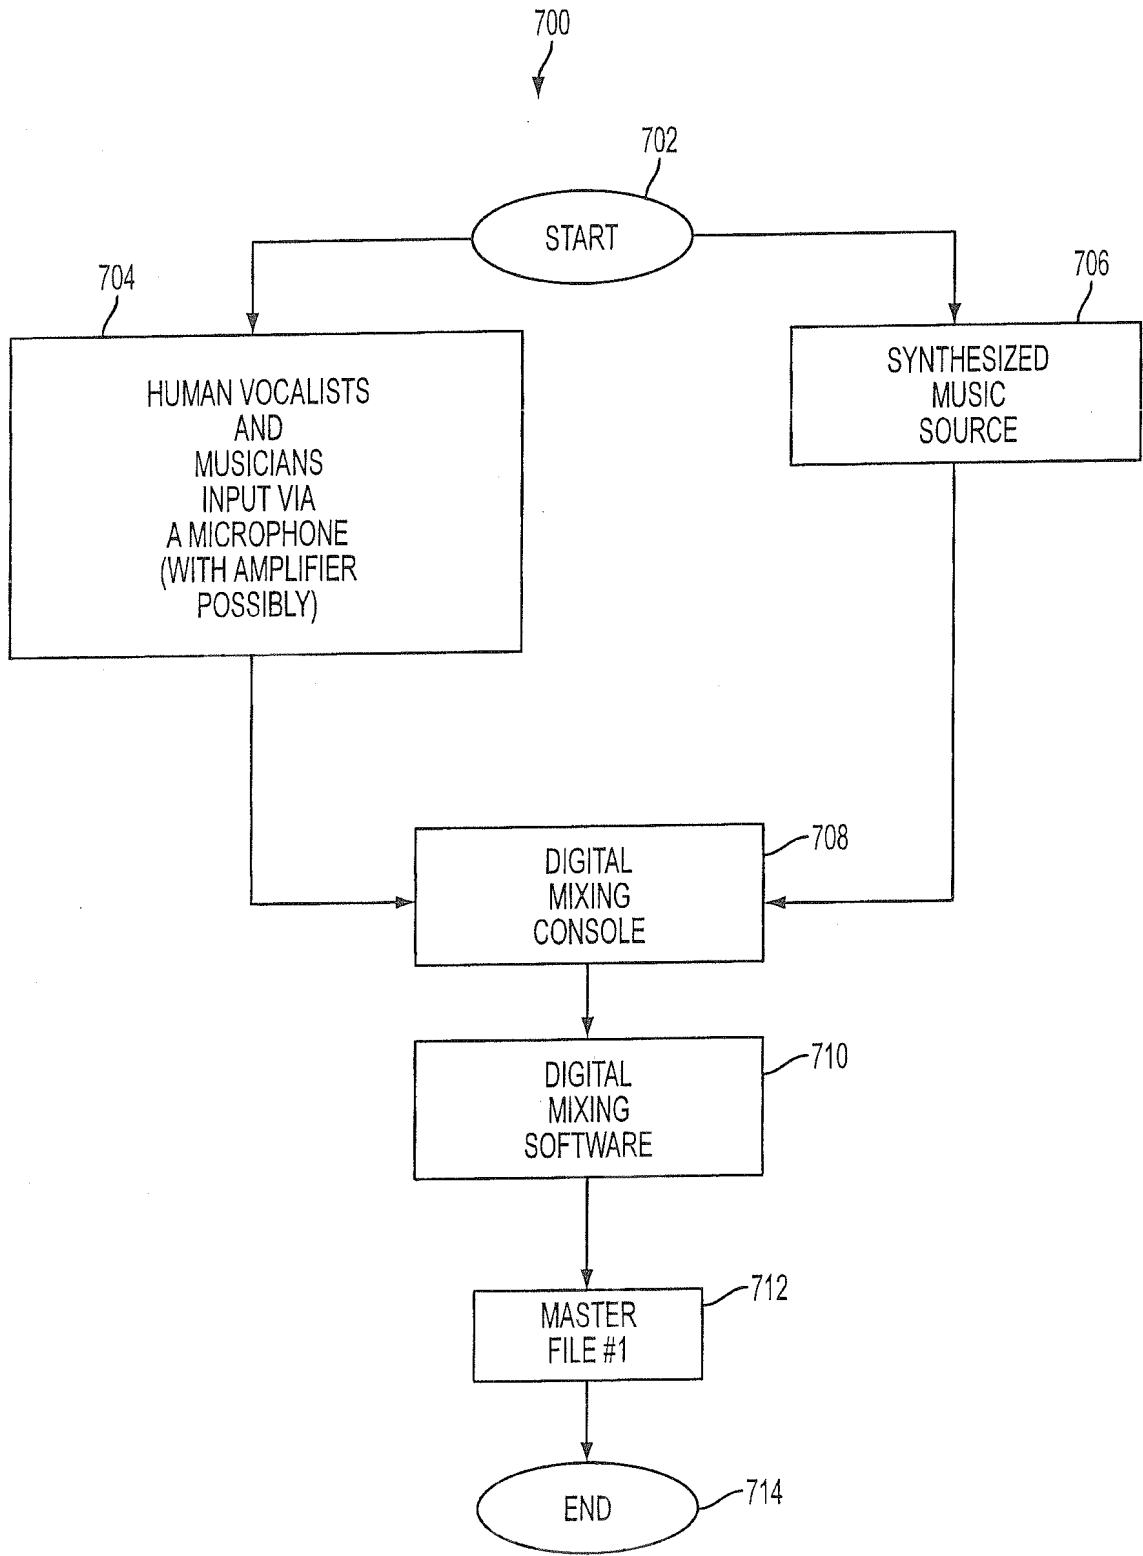 700
702
START
704
706
HUMAN VOCALISTS
AND
MUSICIANS
INPUT VIA
A MICROPHONE
(WITH AMPLIFIER
POSSIBLY)
SYNTHESIZED
MUSIC
SOURCE
708
DIGITAL
MIXING
CONSOLE
710
DIGITAL
MIXING
SOFTWARE
712
MASTER
FILE #1
END
714